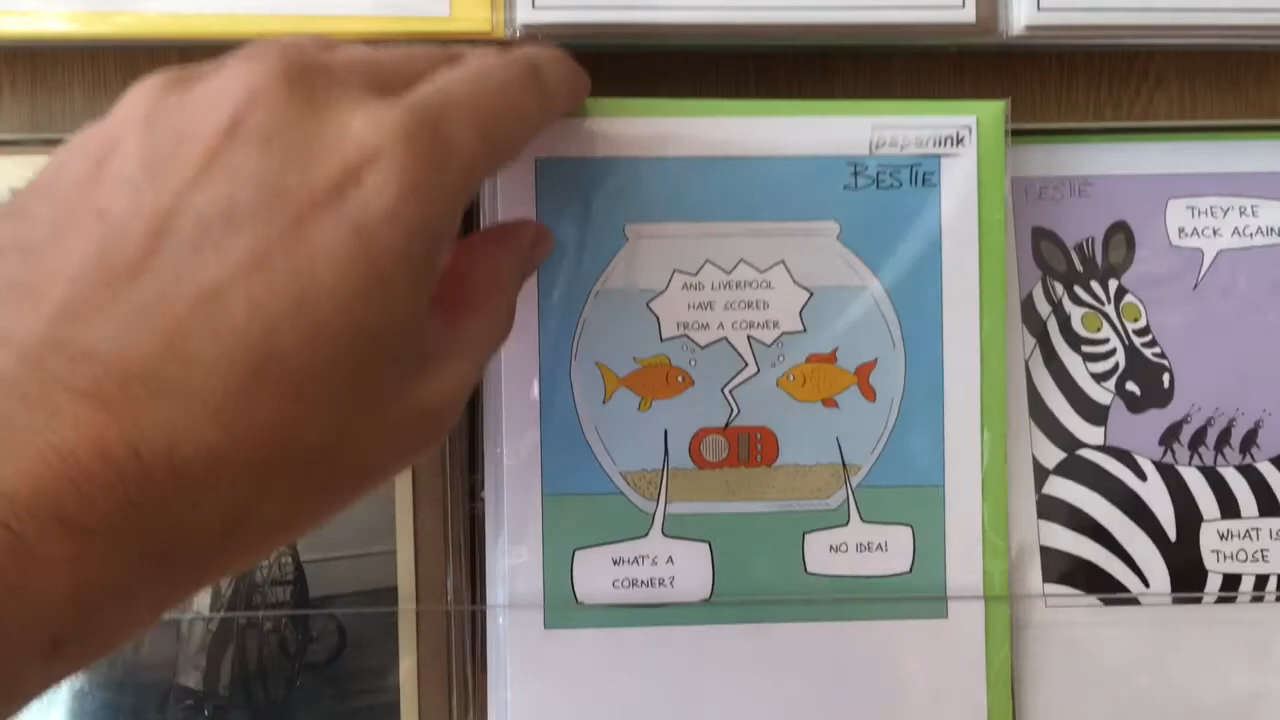 paperlink
BESTIE
AND LIVERPOOL
HAVE SCORED
FROM A CORNER
WHAT'S A
CORNER?
NO IDEA!
BESTIE
THEY'RE
BACK AGAIN
WHAT IS
THOSE